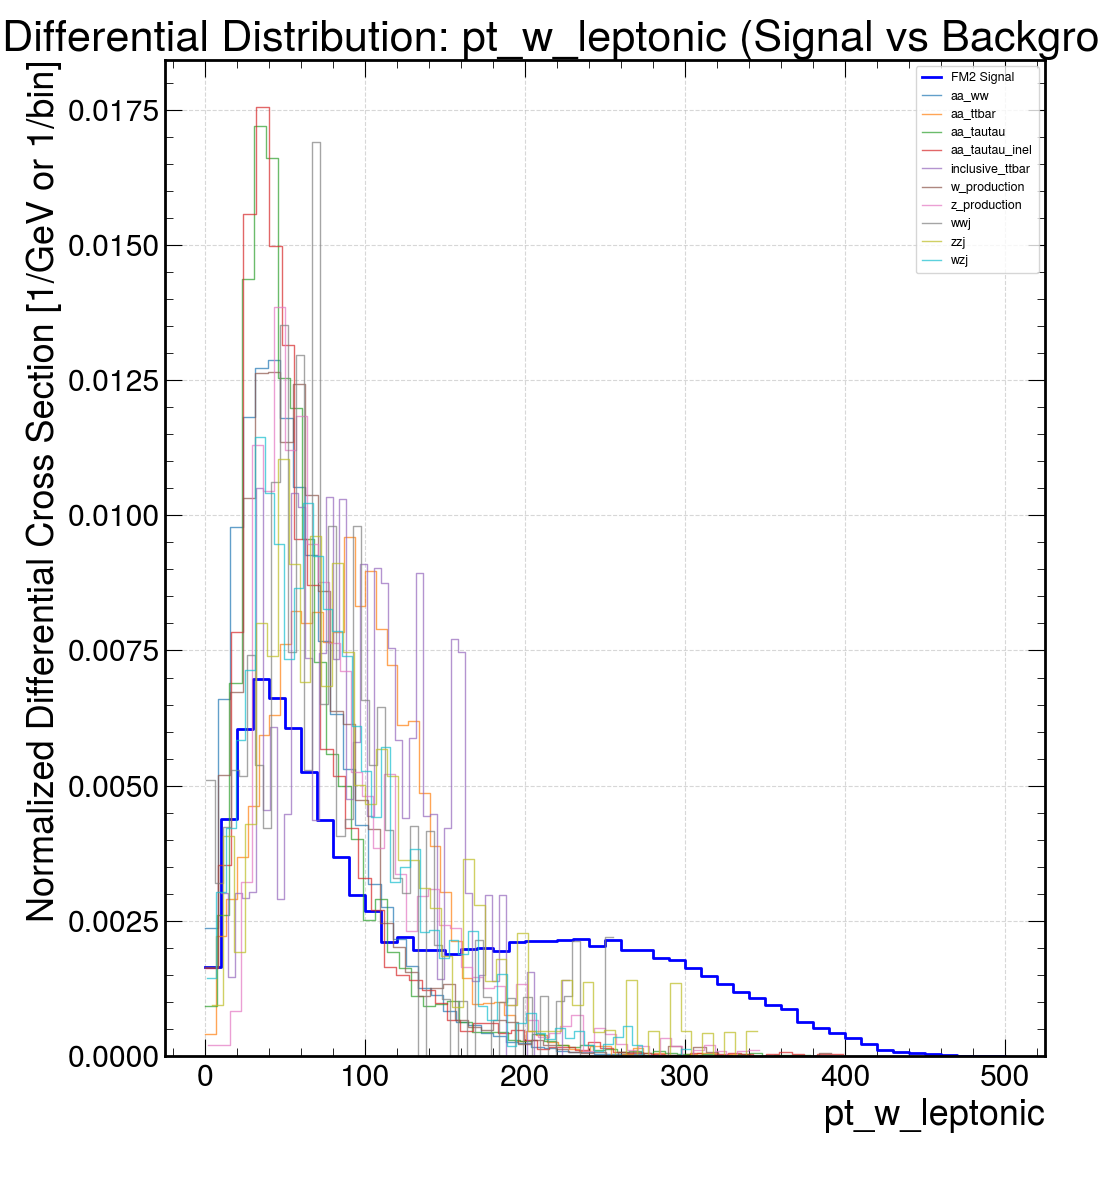 Differential Distribution: pt_w_leptonic (Signal vs Backgro
Normalized Differential Cross Section [1/GeV or 1/bin]
0.0175
0.0150
0.0125
0.0100
0.0075
0.0050
0.0025
0.0000
0
100
200
300
400
500
pt_w_leptonic
FM2 Signal
aa_ww
aa_ttbar
aa_tautau
aa_tautau_inel
inclusive_ttbar
w_production
z_production
wwj
zzj
wzj